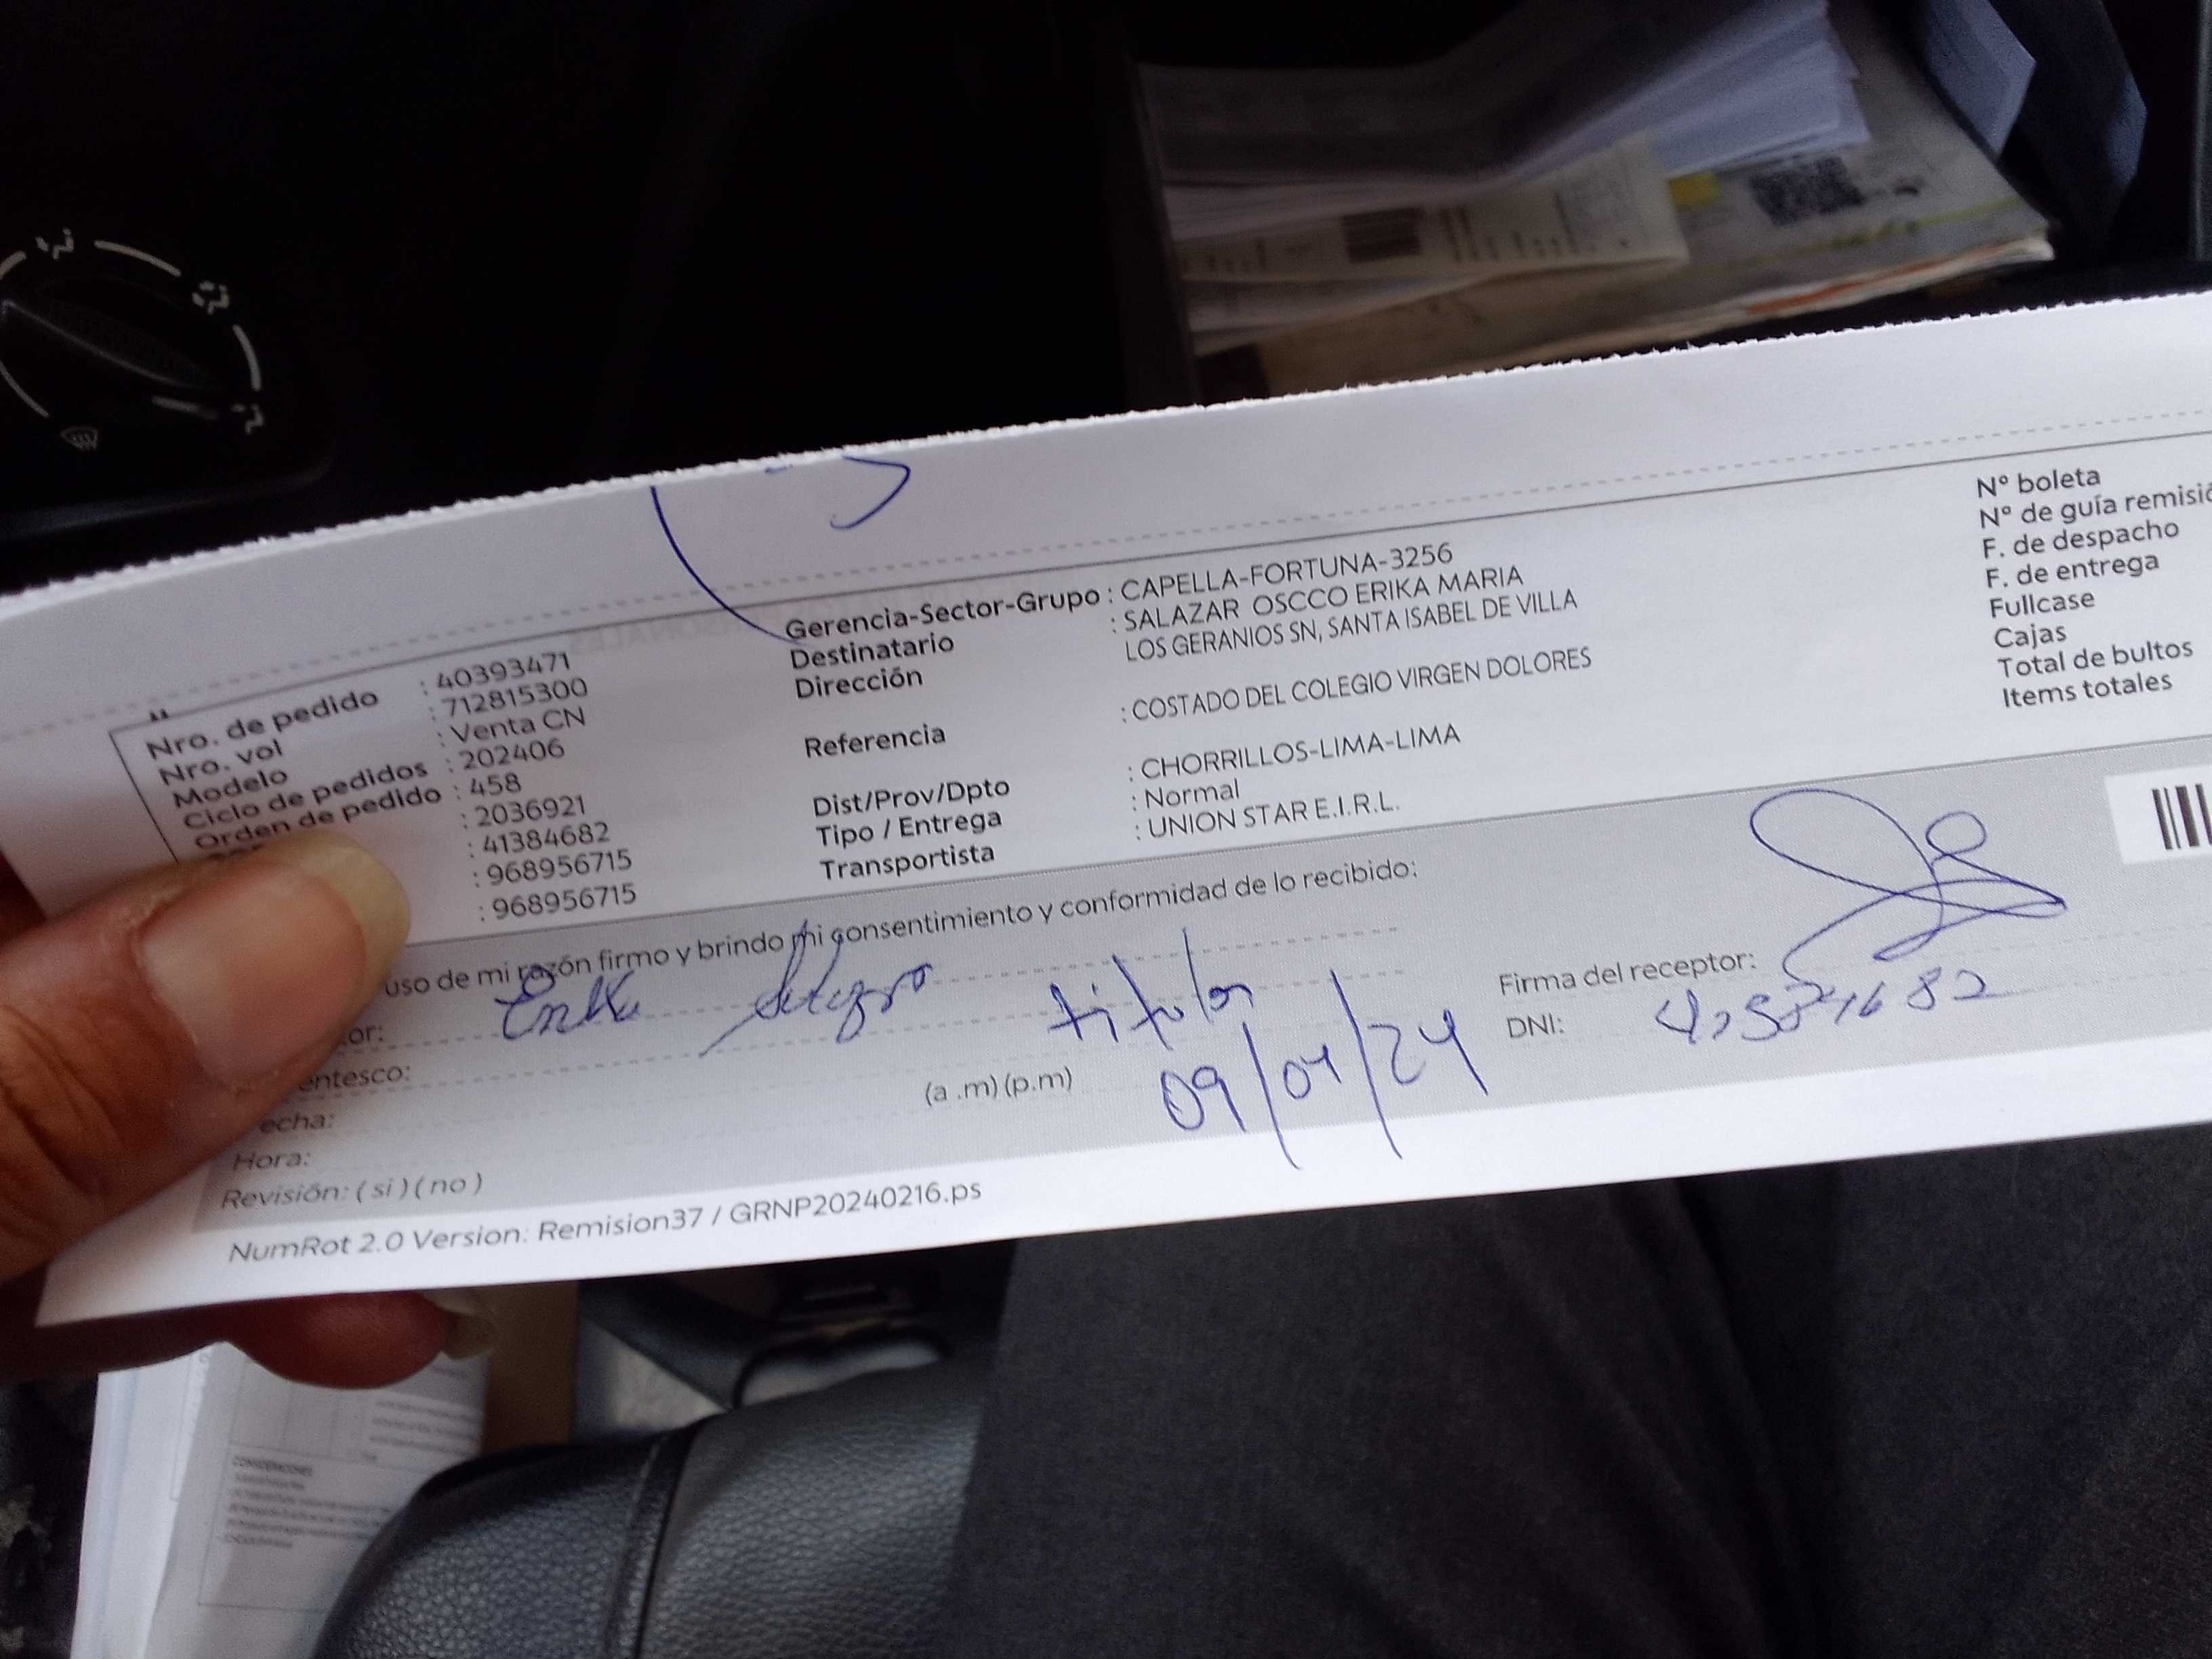 Nro. de pedido : 40393471
Nro. vol : 712815300
Modelo : Venta CN
Ciclo de pedidos : 202406
Orden de pedido : 458
: 2036921
: 41384682
: 968956715
: 968956715
Gerencia-Sector-Grupo : CAPELLA-FORTUNA-3256
Destinatario : SALAZAR OSCCO ERIKA MARIA
Dirección LOS GERANIOS SN, SANTA ISABEL DE VILLA
Referencia : COSTADO DEL COLEGIO VIRGEN DOLORES
Dist/Prov/Dpto : CHORRILLOS-LIMA-LIMA
Tipo / Entrega : Normal
Transportista : UNION STAR E.I.R.L.
Nº boleta
Nº de guía remisió
F. de despacho
F. de entrega
Fullcase
Cajas
Total de bultos
Items totales
uso de mi razón firmo y brindo mi consentimiento y conformidad de lo recibido:
or: titular
entesco:
echa: 09/04/24
Hora: (a .m) (p.m)
Revisión: ( si ) ( no )
Firma del receptor:
DNI:
NumRot 2.0 Version: Remision37 / GRNP20240216.ps
CONSIDERACIONES